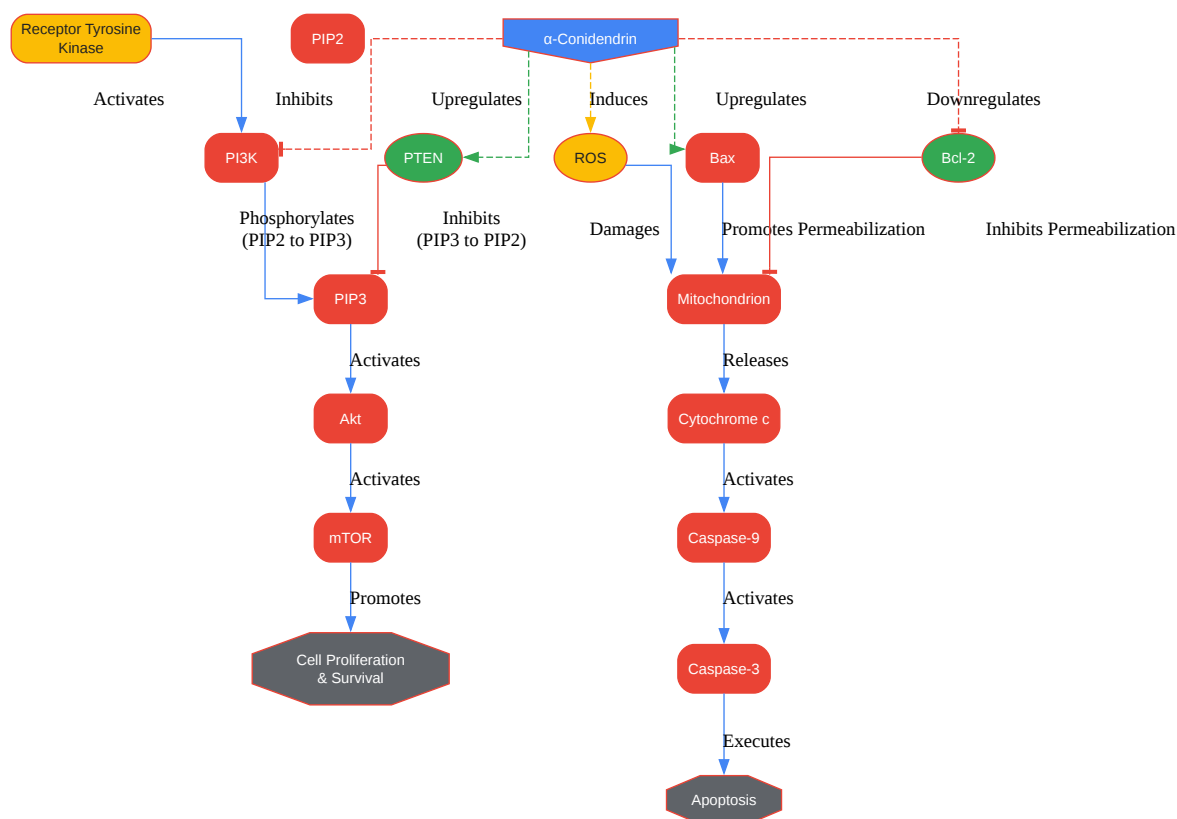 Receptor Tyrosine
Kinase
PIP2
α-Conidendrin
Activates
Inhibits
Upregulates
Induces
Upregulates
Downregulates
PI3K
PTEN
ROS
Bax
Bcl-2
Phosphorylates
(PIP2 to PIP3)
Inhibits
(PIP3 to PIP2)
Damages
Promotes Permeabilization
Inhibits Permeabilization
PIP3
Mitochondrion
Activates
Releases
Akt
Cytochrome c
Activates
Activates
mTOR
Caspase-9
Promotes
Activates
Cell Proliferation
& Survival
Caspase-3
Executes
Apoptosis